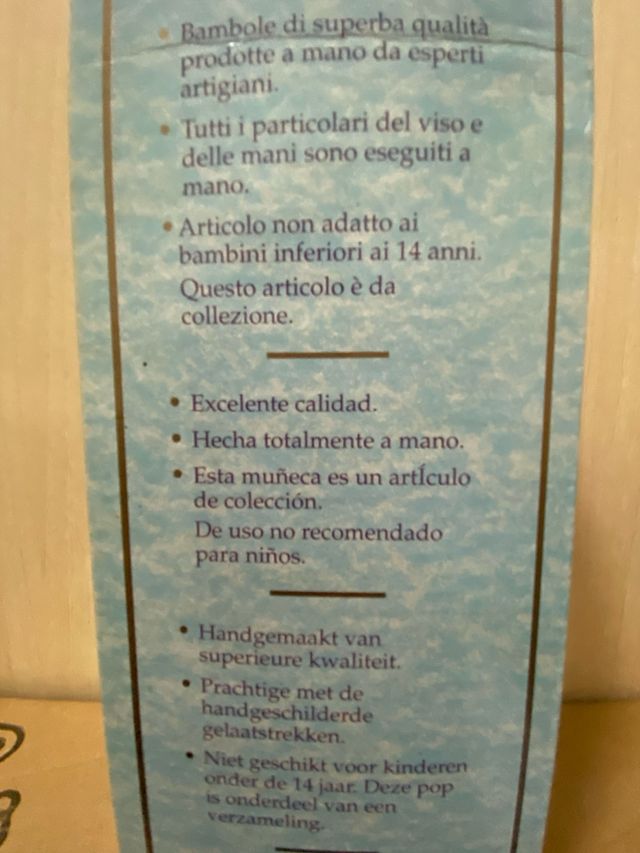 • Bambole di superba qualità
prodotte a mano da esperti
artigiani.
• Tutti i particolari del viso e
delle mani sono eseguiti a
mano.
• Articolo non adatto ai
bambini inferiori ai 14 anni.
Questo articolo è da
collezione.
• Excelente calidad.
• Hecha totalmente a mano.
• Esta muñeca es un artÍculo
de colección.
De uso no recomendado
para niños.
• Handgemaakt van
superieure kwaliteit.
• Prachtige met de
handgeschilderde
gelaatstrekken.
• Niet geschikt voor kinderen
onder de 14 jaar. Deze pop
is onderdeel van een
verzameling.